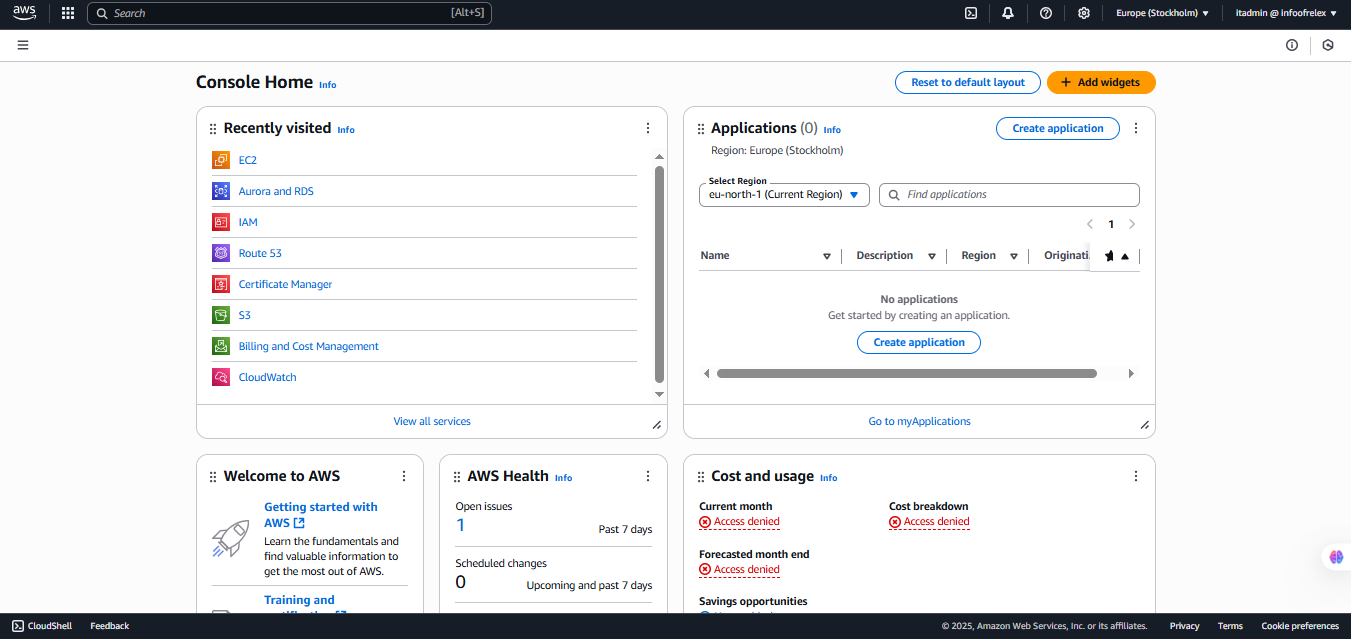 aws
Search
[Alt+S]
Europe (Stockholm)
itadmin @ infoofrelex
Console Home
Info
Reset to default layout
Add widgets
Recently visited
Info
EC2
Aurora and RDS
IAM
Route 53
Certificate Manager
S3
Billing and Cost Management
CloudWatch
View all services
Applications (0)
Info
Create application
Region: Europe (Stockholm)
Select Region
eu-north-1 (Current Region)
Find applications
1
Name
Description
Region
Originati
No applications
Get started by creating an application.
Create application
Go to myApplications
Welcome to AWS
Getting started with
AWS
Learn the fundamentals and
find valuable information to
get the most out of AWS.
Training and
AWS Health
Info
Open issues
1
Past 7 days
Scheduled changes
0
Upcoming and past 7 days
Cost and usage
Info
Current month
Access denied
Cost breakdown
Access denied
Forecasted month end
Access denied
Savings opportunities
CloudShell
Feedback
© 2025, Amazon Web Services, Inc. or its affiliates.
Privacy
Terms
Cookie preferences